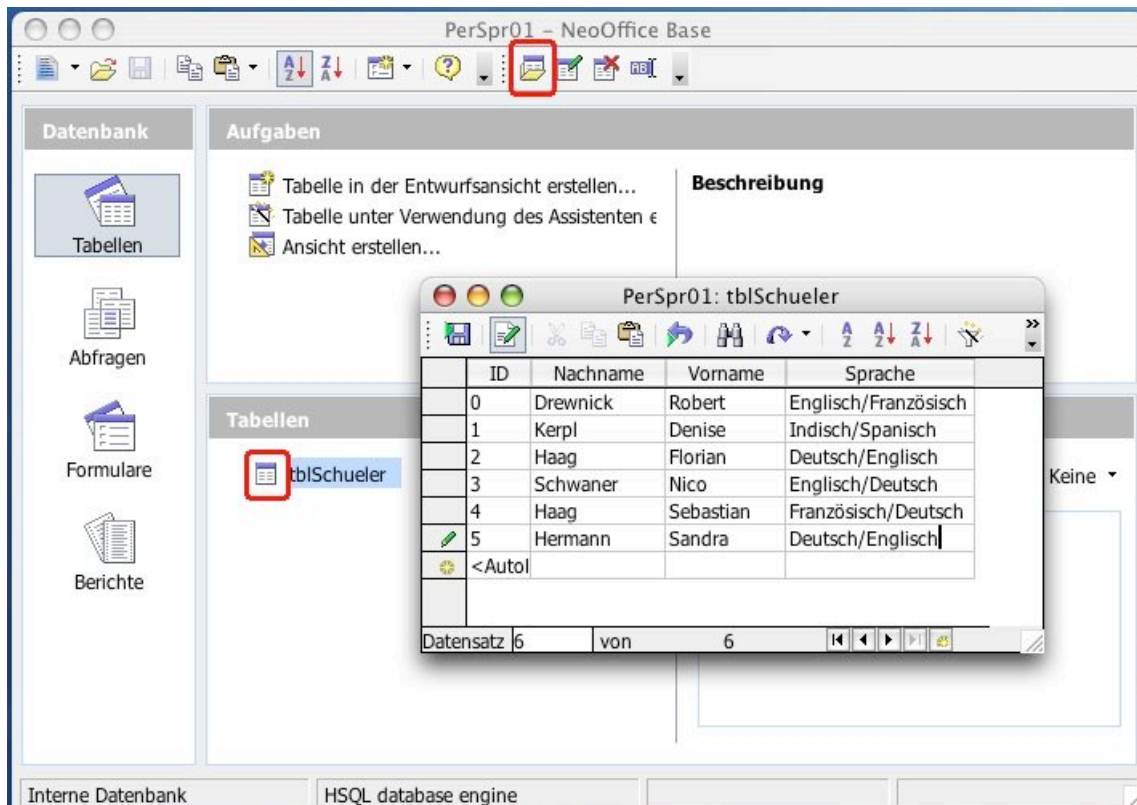 PerSpr01 – NeoOffice Base
Datenbank
Aufgaben
Tabellen
Abfragen
Formulare
Berichte
Tabelle in der Entwurfsansicht erstellen...
Tabelle unter Verwendung des Assistenten e
Ansicht erstellen...
Beschreibung
Tabellen
tblSchueler
Keine
PerSpr01: tblSchueler
ID Nachname Vorname Sprache
0 Drewnick Robert Englisch/Französisch
1 Kerpl Denise Indisch/Spanisch
2 Haag Florian Deutsch/Englisch
3 Schwaner Nico Englisch/Deutsch
4 Haag Sebastian Französisch/Deutsch
5 Hermann Sandra Deutsch/Englisch
<AutoI
Datensatz 6 von 6
Interne Datenbank HSQL database engine